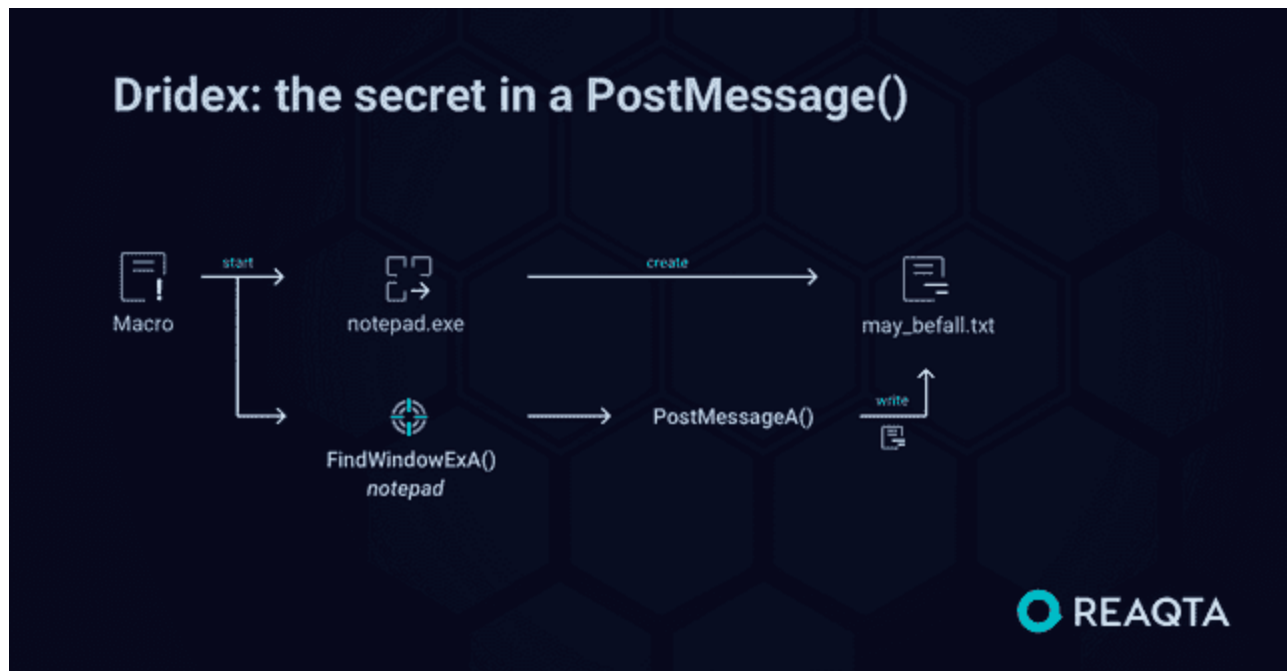 Dridex: the secret in a PostMessage()
start
create
Macro
notepad.exe
may_befall.txt
write
PostMessageA()
FindWindowExA()
notepad
REAQTA